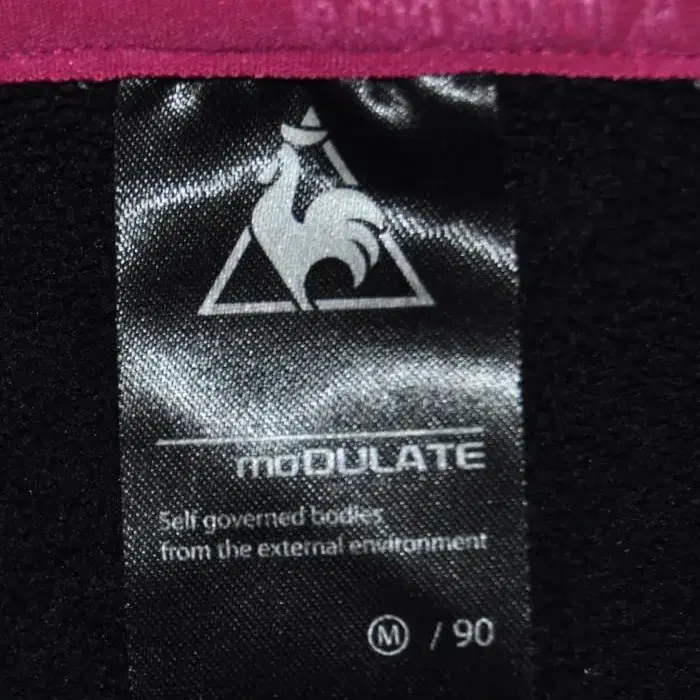 moDULATE
Self governed bodies
from the external environment
M / 90